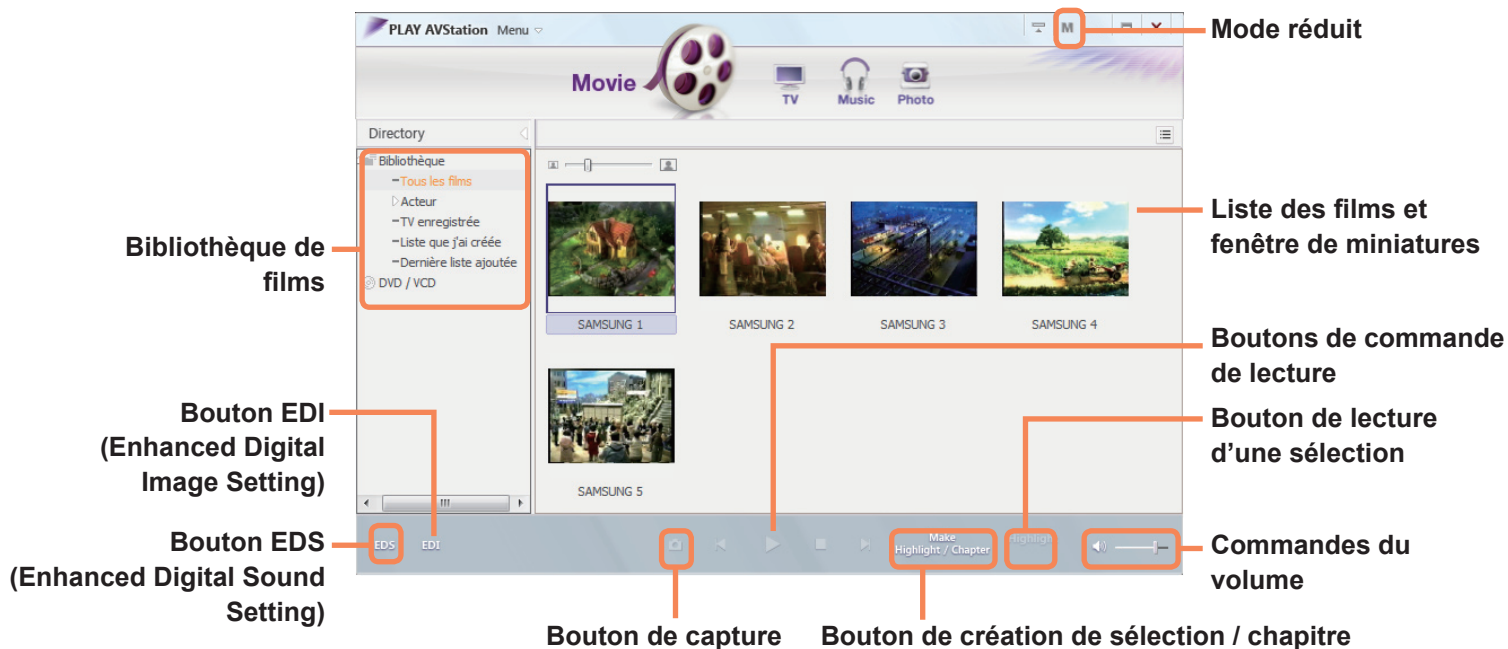 PLAY AVStation Menu
M
Mode réduit
Movie
TV
Music
Photo
Directory
Bibliothèque
Tous les films
Acteur
TV enregistrée
Liste que j'ai créée
Dernière liste ajoutée
DVD / VCD
Bibliothèque de
films
Liste des films et
fenêtre de miniatures
SAMSUNG 1
SAMSUNG 2
SAMSUNG 3
SAMSUNG 4
SAMSUNG 5
Boutons de commande
de lecture
Bouton de lecture
d’une sélection
Bouton EDI
(Enhanced Digital
Image Setting)
EDS
EDI
Make
Highlight / Chapter
Highlight
Bouton EDS
(Enhanced Digital Sound
Setting)
Commandes du
volume
Bouton de capture
Bouton de création de sélection / chapitre